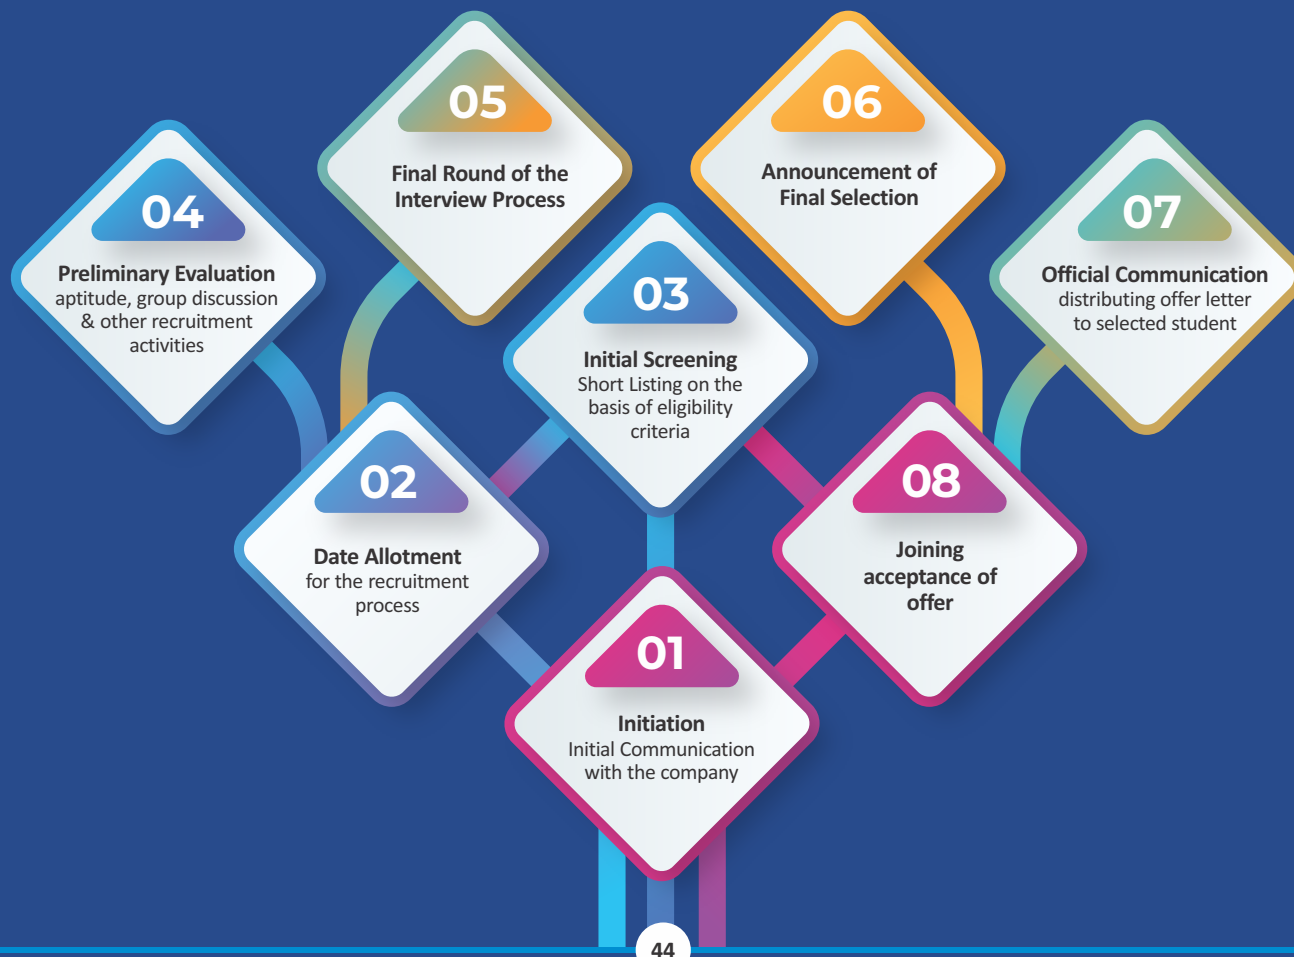 01
Initiation
Initial Communication
with the company
02
Date Allotment
for the recruitment
process
03
Initial Screening
Short Listing on the
basis of eligibility
criteria
04
Preliminary Evaluation
aptitude, group discussion
& other recruitment
activities
05
Final Round of the
Interview Process
06
Announcement of
Final Selection
07
Official Communication
distributing offer letter
to selected student
08
Joining
acceptance of
offer
44